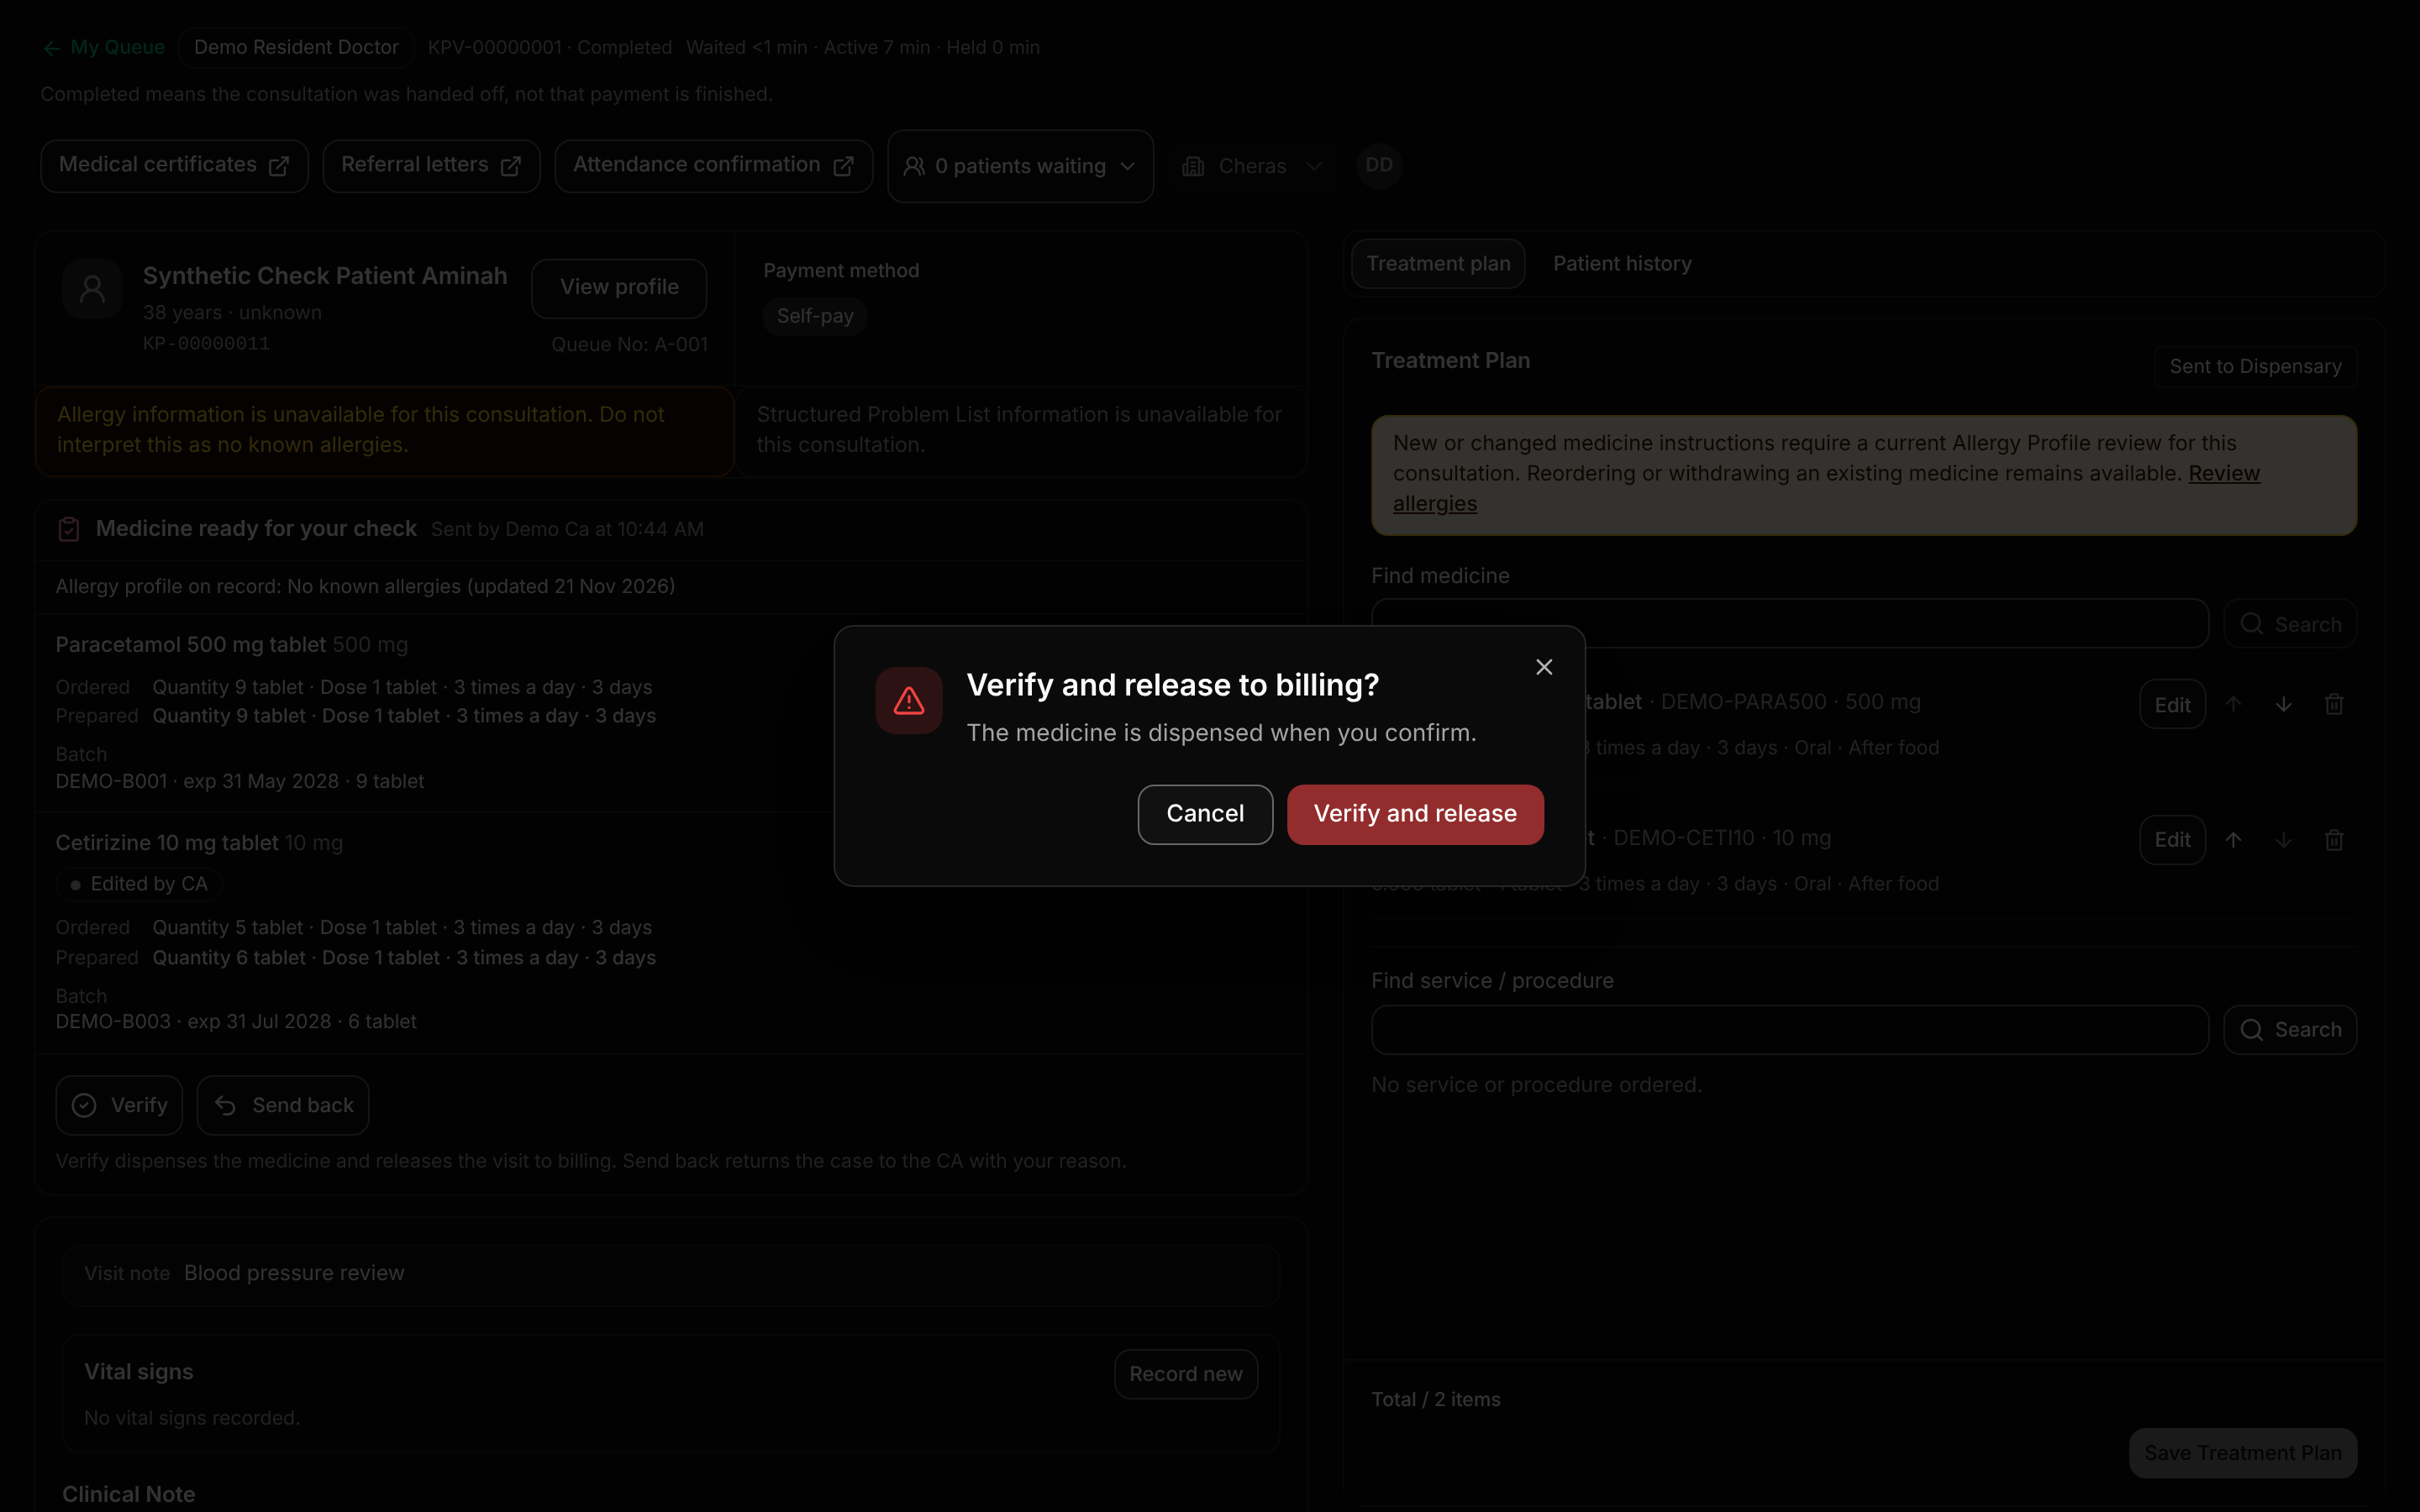 My Queue
Demo Resident Doctor
KPV-00000001 · Completed Waited <1 min · Active 7 min · Held 0 min
Completed means the consultation was handed off, not that payment is finished.
Medical certificates
Referral letters
Attendance confirmation
0 patients waiting
Cheras
DD
Synthetic Check Patient Aminah
38 years · unknown
KP-00000011
View profile
Queue No: A-001
Payment method
Self-pay
Allergy information is unavailable for this consultation. Do not
interpret this as no known allergies.
Structured Problem List information is unavailable for
this consultation.
Medicine ready for your check Sent by Demo Ca at 10:44 AM
Allergy profile on record: No known allergies (updated 21 Nov 2026)
Paracetamol 500 mg tablet 500 mg
Ordered Quantity 9 tablet · Dose 1 tablet · 3 times a day · 3 days
Prepared Quantity 9 tablet · Dose 1 tablet · 3 times a day · 3 days
Batch
DEMO-B001 · exp 31 May 2028 · 9 tablet
Cetirizine 10 mg tablet 10 mg
Edited by CA
Ordered Quantity 5 tablet · Dose 1 tablet · 3 times a day · 3 days
Prepared Quantity 6 tablet · Dose 1 tablet · 3 times a day · 3 days
Batch
DEMO-B003 · exp 31 Jul 2028 · 6 tablet
Verify
Send back
Verify dispenses the medicine and releases the visit to billing. Send back returns the case to the CA with your reason.
Visit note Blood pressure review
Vital signs
Record new
No vital signs recorded.
Clinical Note
Verify and release to billing?
The medicine is dispensed when you confirm.
Cancel
Verify and release
Treatment plan
Patient history
Treatment Plan
Sent to Dispensary
New or changed medicine instructions require a current Allergy Profile review for this
consultation. Reordering or withdrawing an existing medicine remains available. Review
allergies
Find medicine
Search
tablet · DEMO-PARA500 · 500 mg
Edit
3 times a day · 3 days · Oral · After food
t · DEMO-CETI10 · 10 mg
Edit
3 times a day · 3 days · Oral · After food
Find service / procedure
Search
No service or procedure ordered.
Total / 2 items
Save Treatment Plan